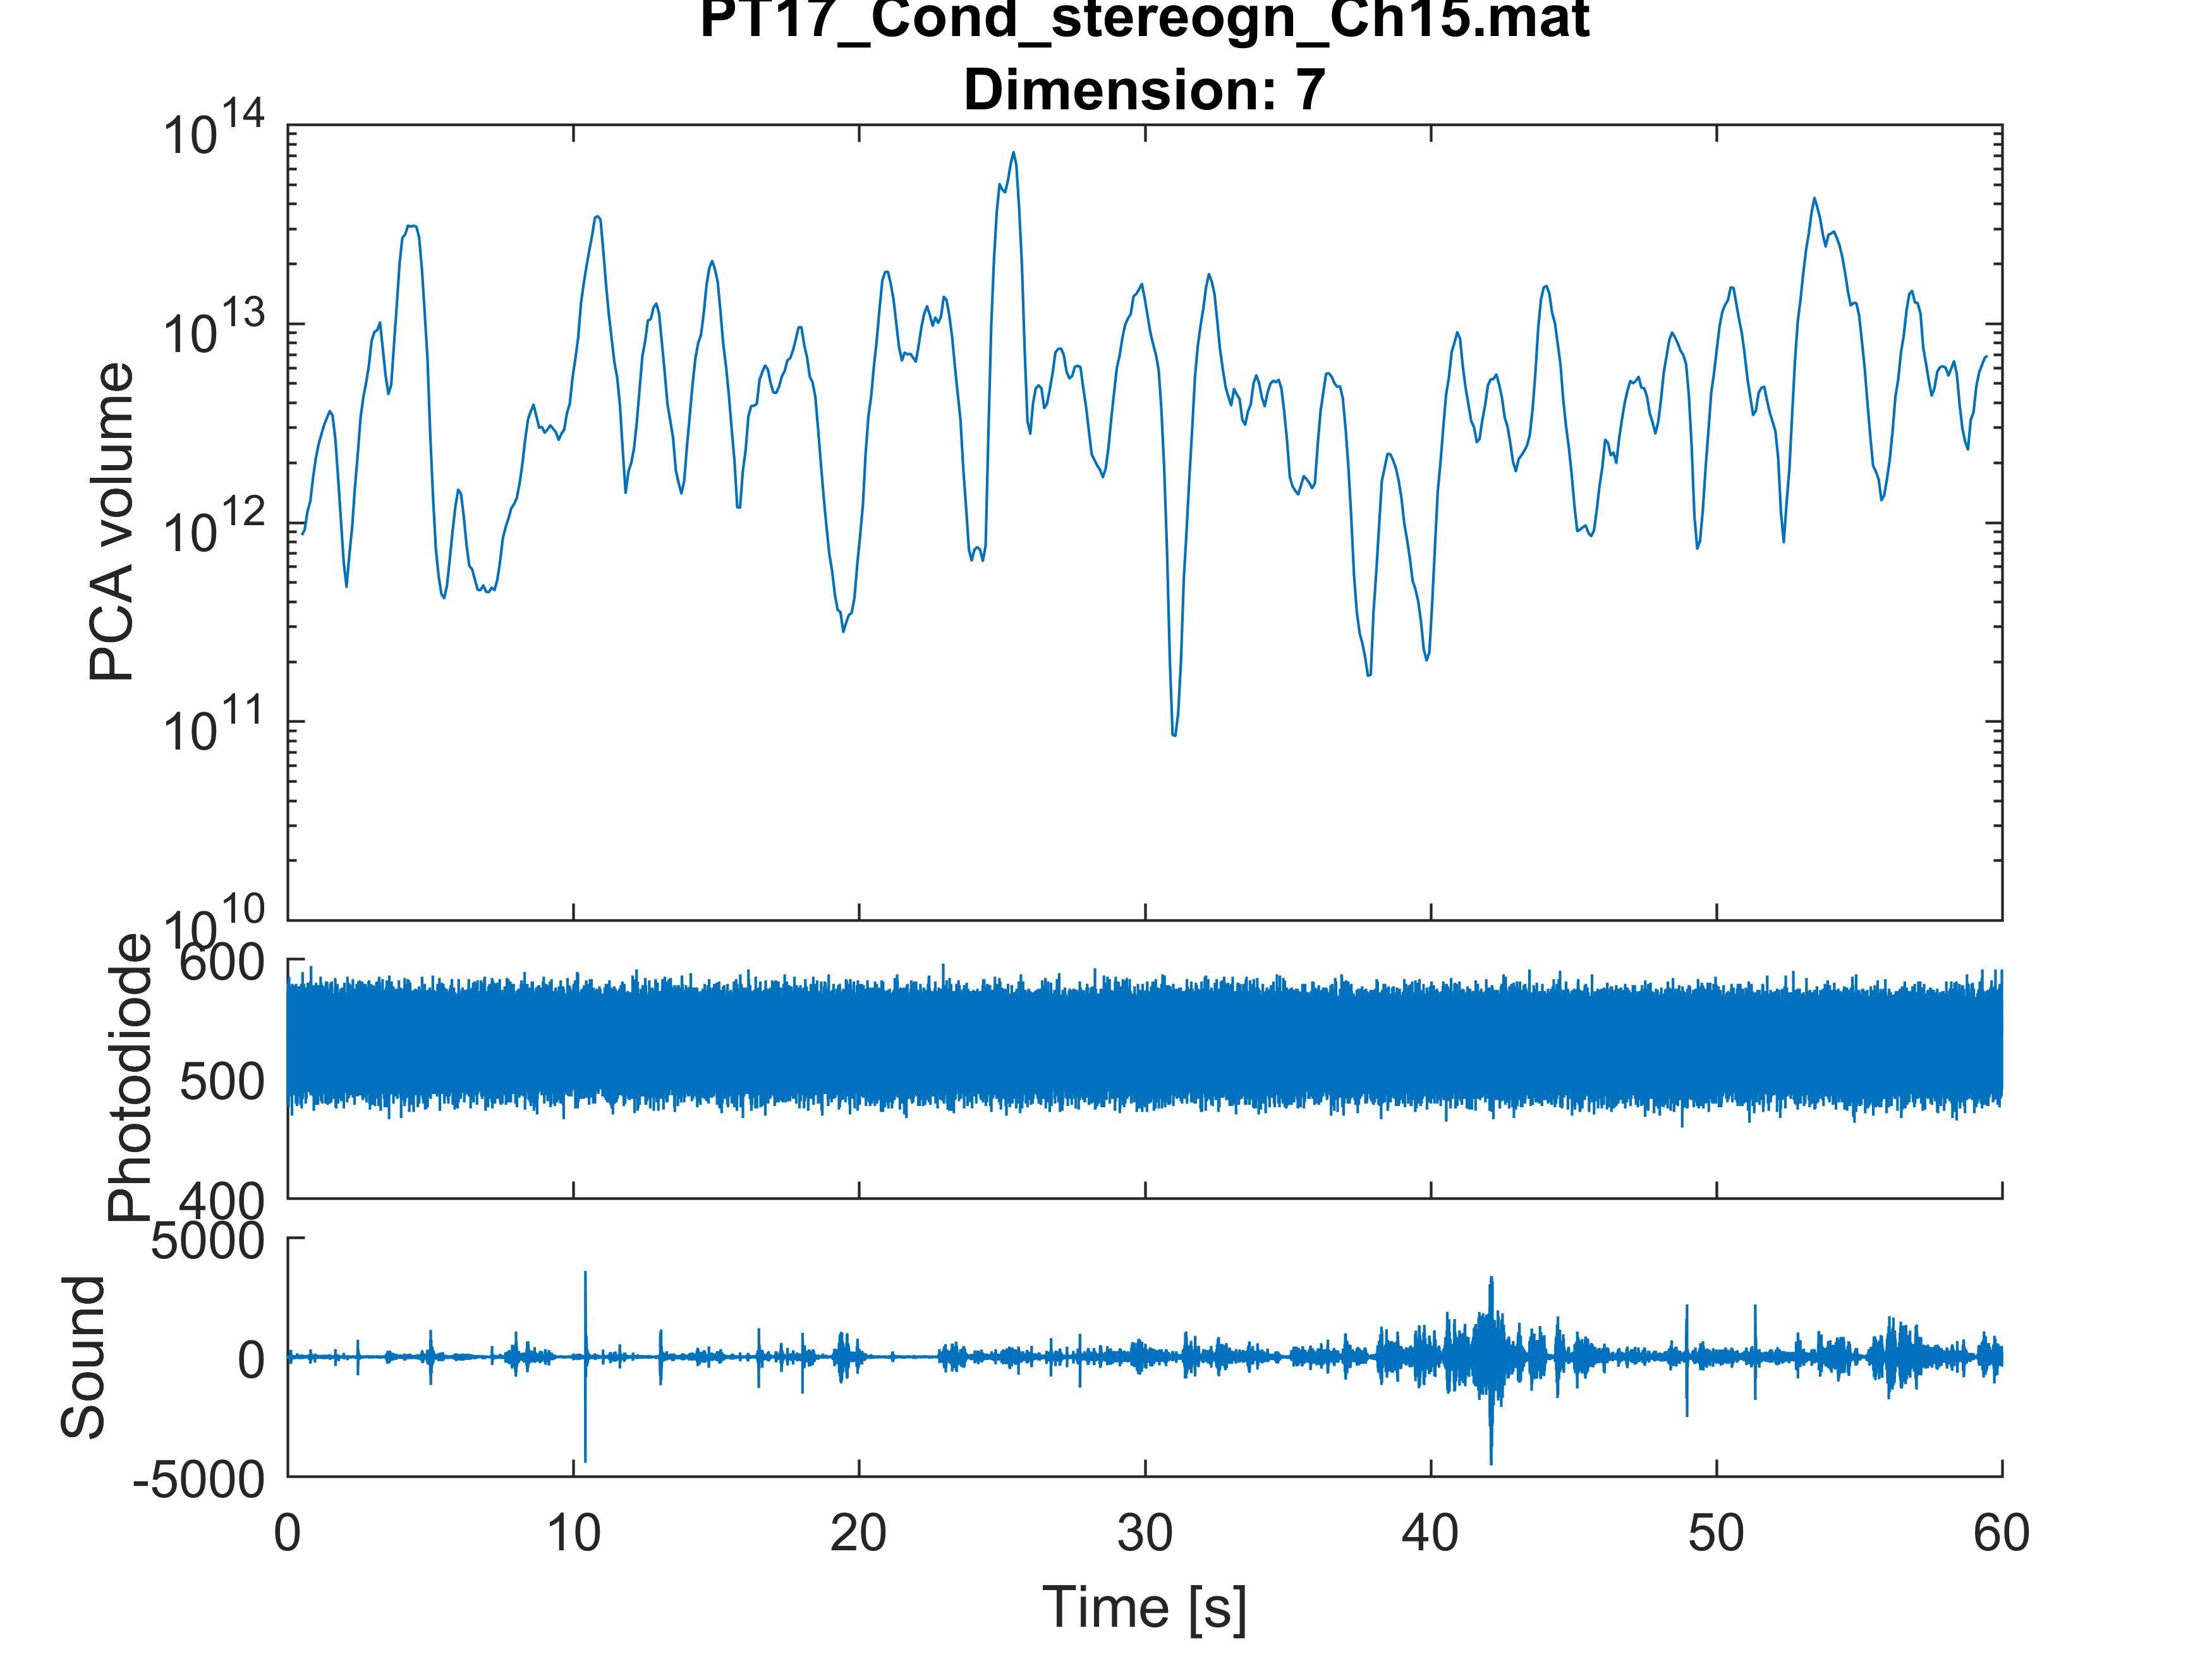 PT17_Cond_stereogn_Ch15.mat
Dimension: 7
10^14
10^13
10^12
10^11
10^10
PCA volume
600
500
400
Photodiode
5000
0
-5000
Sound
0 10 20 30 40 50 60
Time [s]